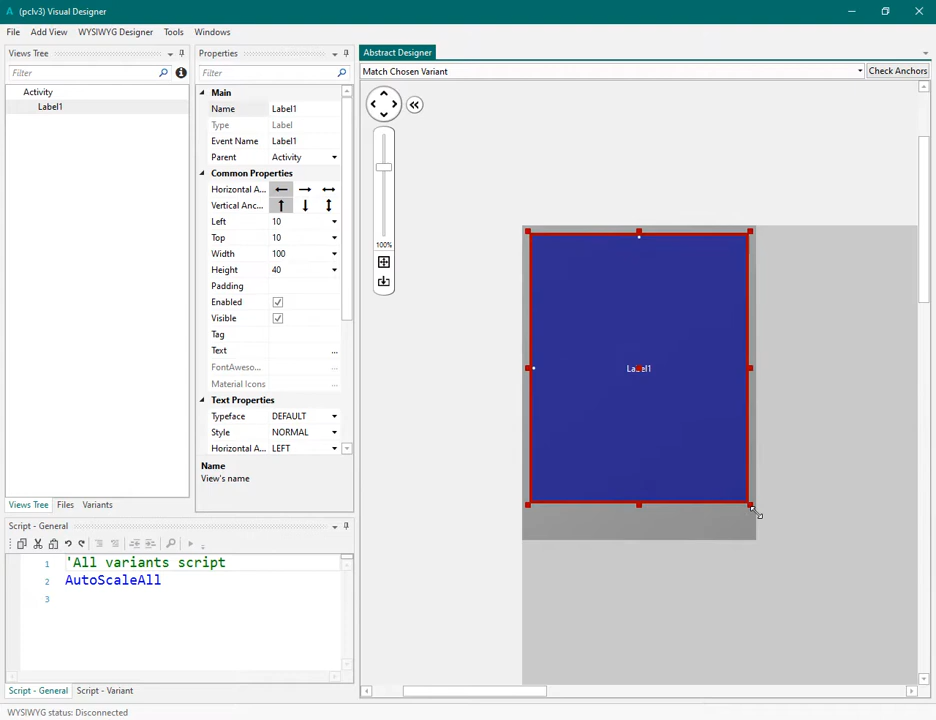 (pclv3) Visual Designer
File Add View WYSIWYG Designer Tools Windows
Views Tree
Filter
Activity
Label1
Views Tree Files Variants
Properties
Filter
Main
Name Label1
Type Label
Event Name Label1
Parent Activity
Common Properties
Horizontal A...
Vertical Anc...
Left 10
Top 10
Width 100
Height 40
Padding
Enabled
Visible
Tag
Text ...
FontAweso...
Material Icons
Text Properties
Typeface DEFAULT
Style NORMAL
Horizontal A... LEFT
Name
View's name
Script - General
1 'All variants script
2 AutoScaleAll
3
Script - General Script - Variant
Abstract Designer
Match Chosen Variant Check Anchors
100%
Label1
WYSIWYG status: Disconnected